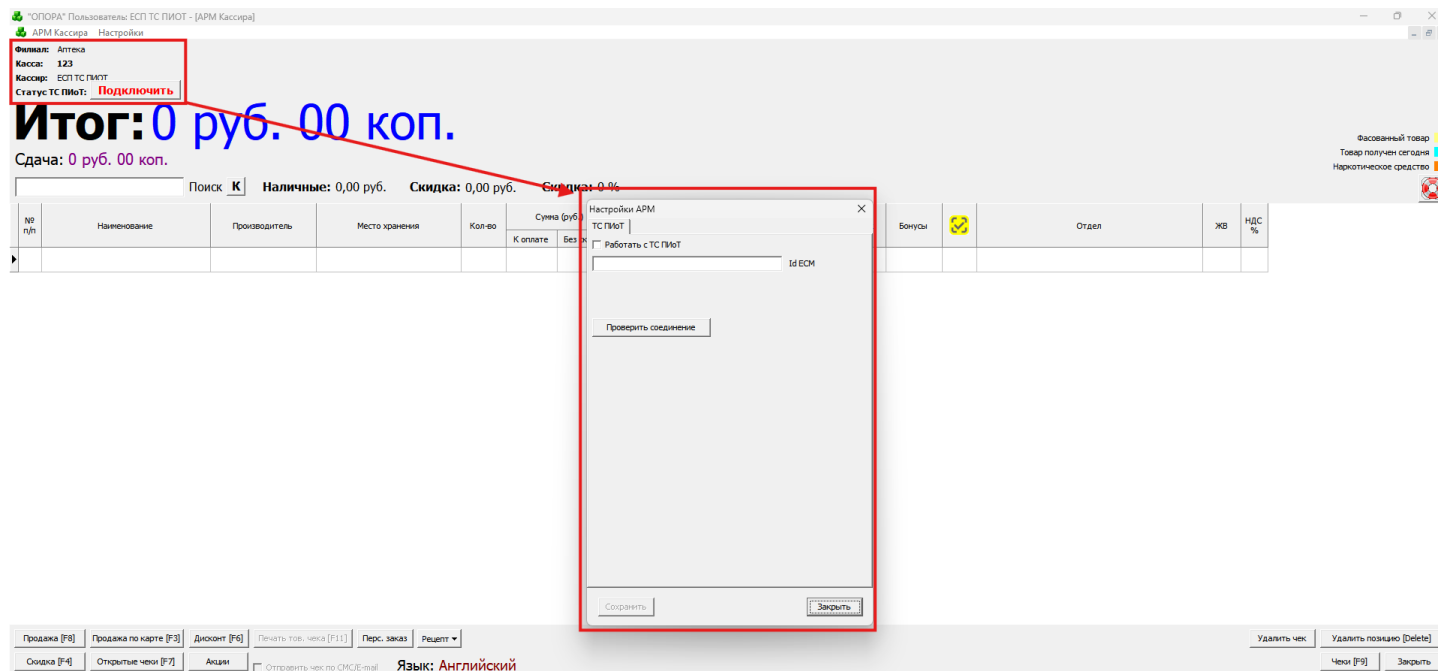 "ОПОРА" Пользователь: ЕСП ТС ПИОТ - [АРМ Кассира]
АРМ Кассира Настройки
Филиал: Аптека
Касса: 123
Кассир: ЕСП ТС ПИОТ
Статус ТС ПИоТ: Подключить
Итог: 0 руб. 00 коп.
Сдача: 0 руб. 00 коп.
Фасованный товар
Товар получен сегодня
Наркотическое средство
Поиск К Наличные: 0,00 руб. Скидка: 0,00 руб. Скидка: 0 %
№ п/п Наименование Производитель Место хранения Кол-во Сумма (руб.) Бонусы Отдел ЖВ НДС %
К оплате Без
Настройки АРМ
ТС ПИоТ
Работать с ТС ПИоТ
Id ECM
Проверить соединение
Сохранить Закрыть
Продажа [F8] Продажа по карте [F3] Дисконт [F6] Печать тов. чека [F11] Перс. заказ Рецепт Удалить чек Удалить позицию [Delete]
Скидка [F4] Открытые чеки [F7] Акции Отправить чек по СМС/E-mail Язык: Английский Чеки [F9] Закрыть